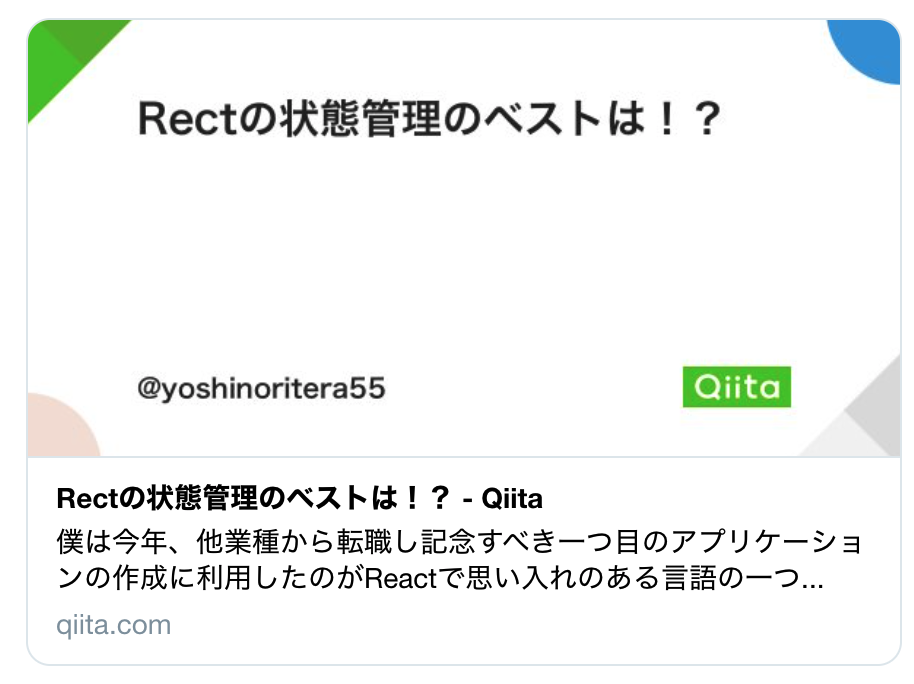 Rectの状態管理のベストは！？
@yoshinoritera55
Qiita
Rectの状態管理のベストは！？ - Qiita
僕は今年、他業種から転職し記念すべき一つ目のアプリケーショ
ンの作成に利用したのがReactで思い入れのある言語の一つ...
qiita.com